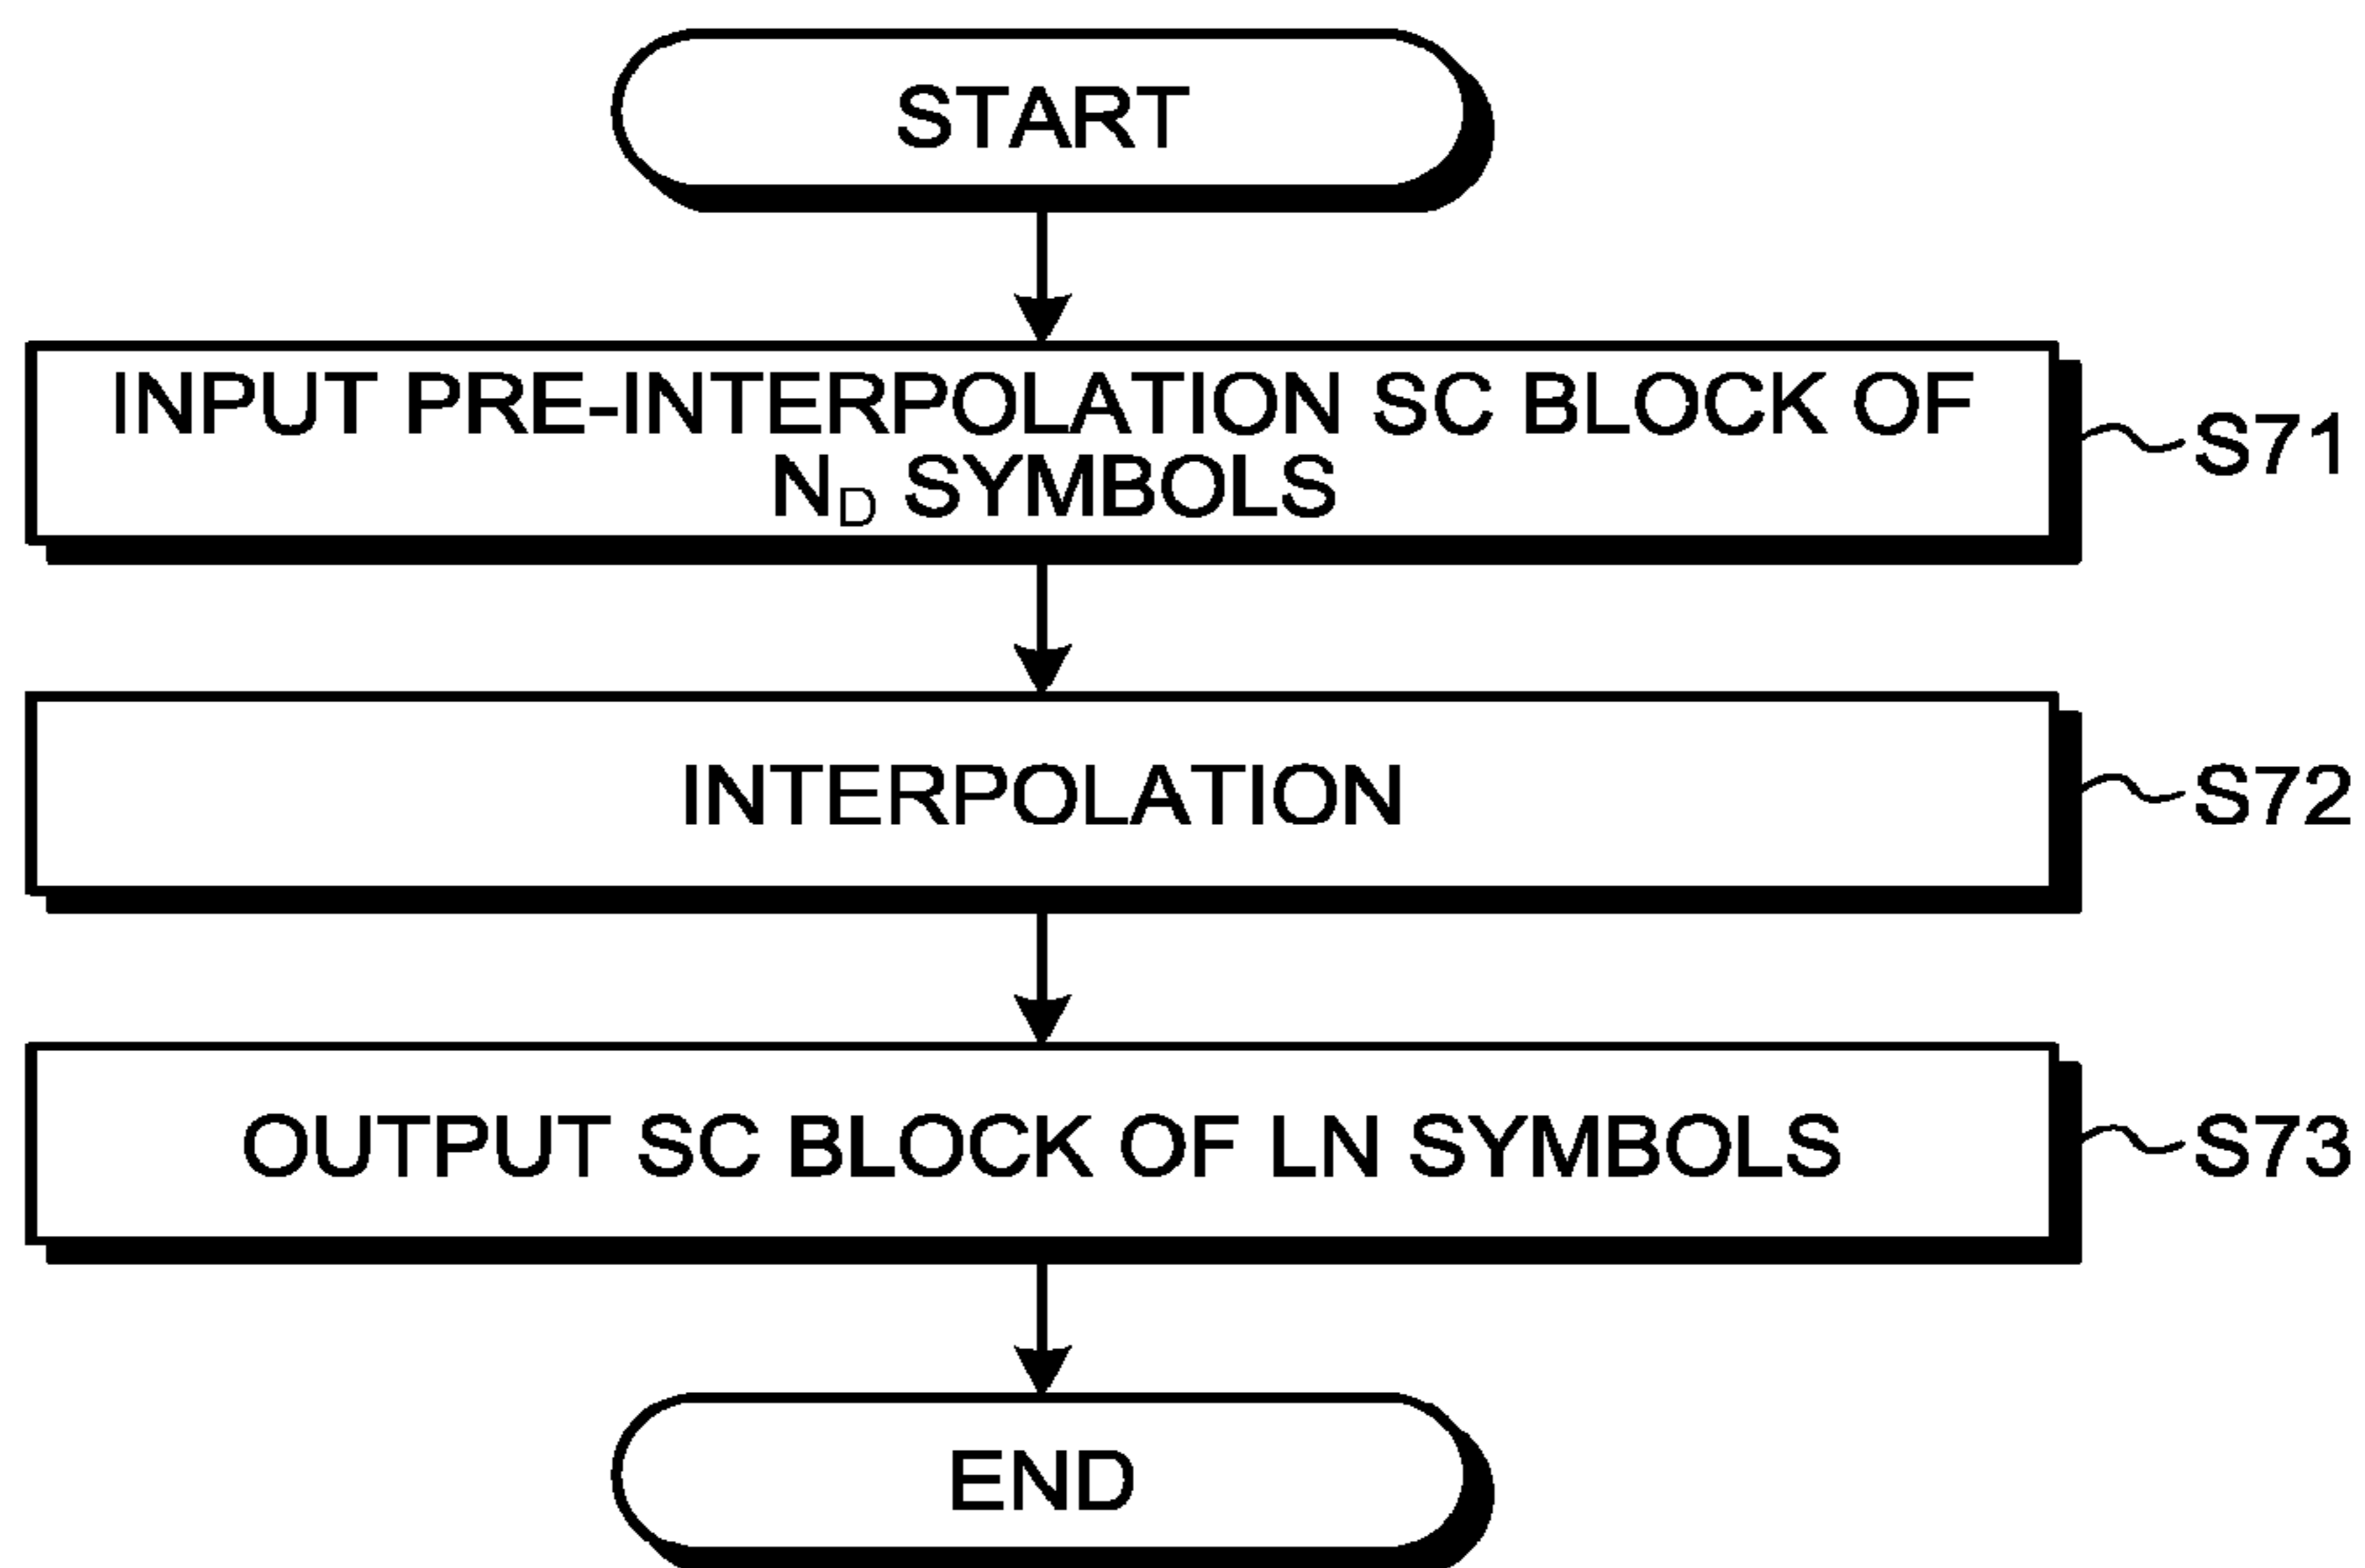 START
INPUT PRE-INTERPOLATION SC BLOCK OF
N_D SYMBOLS
S71
INTERPOLATION
S72
OUTPUT SC BLOCK OF LN SYMBOLS
S73
END